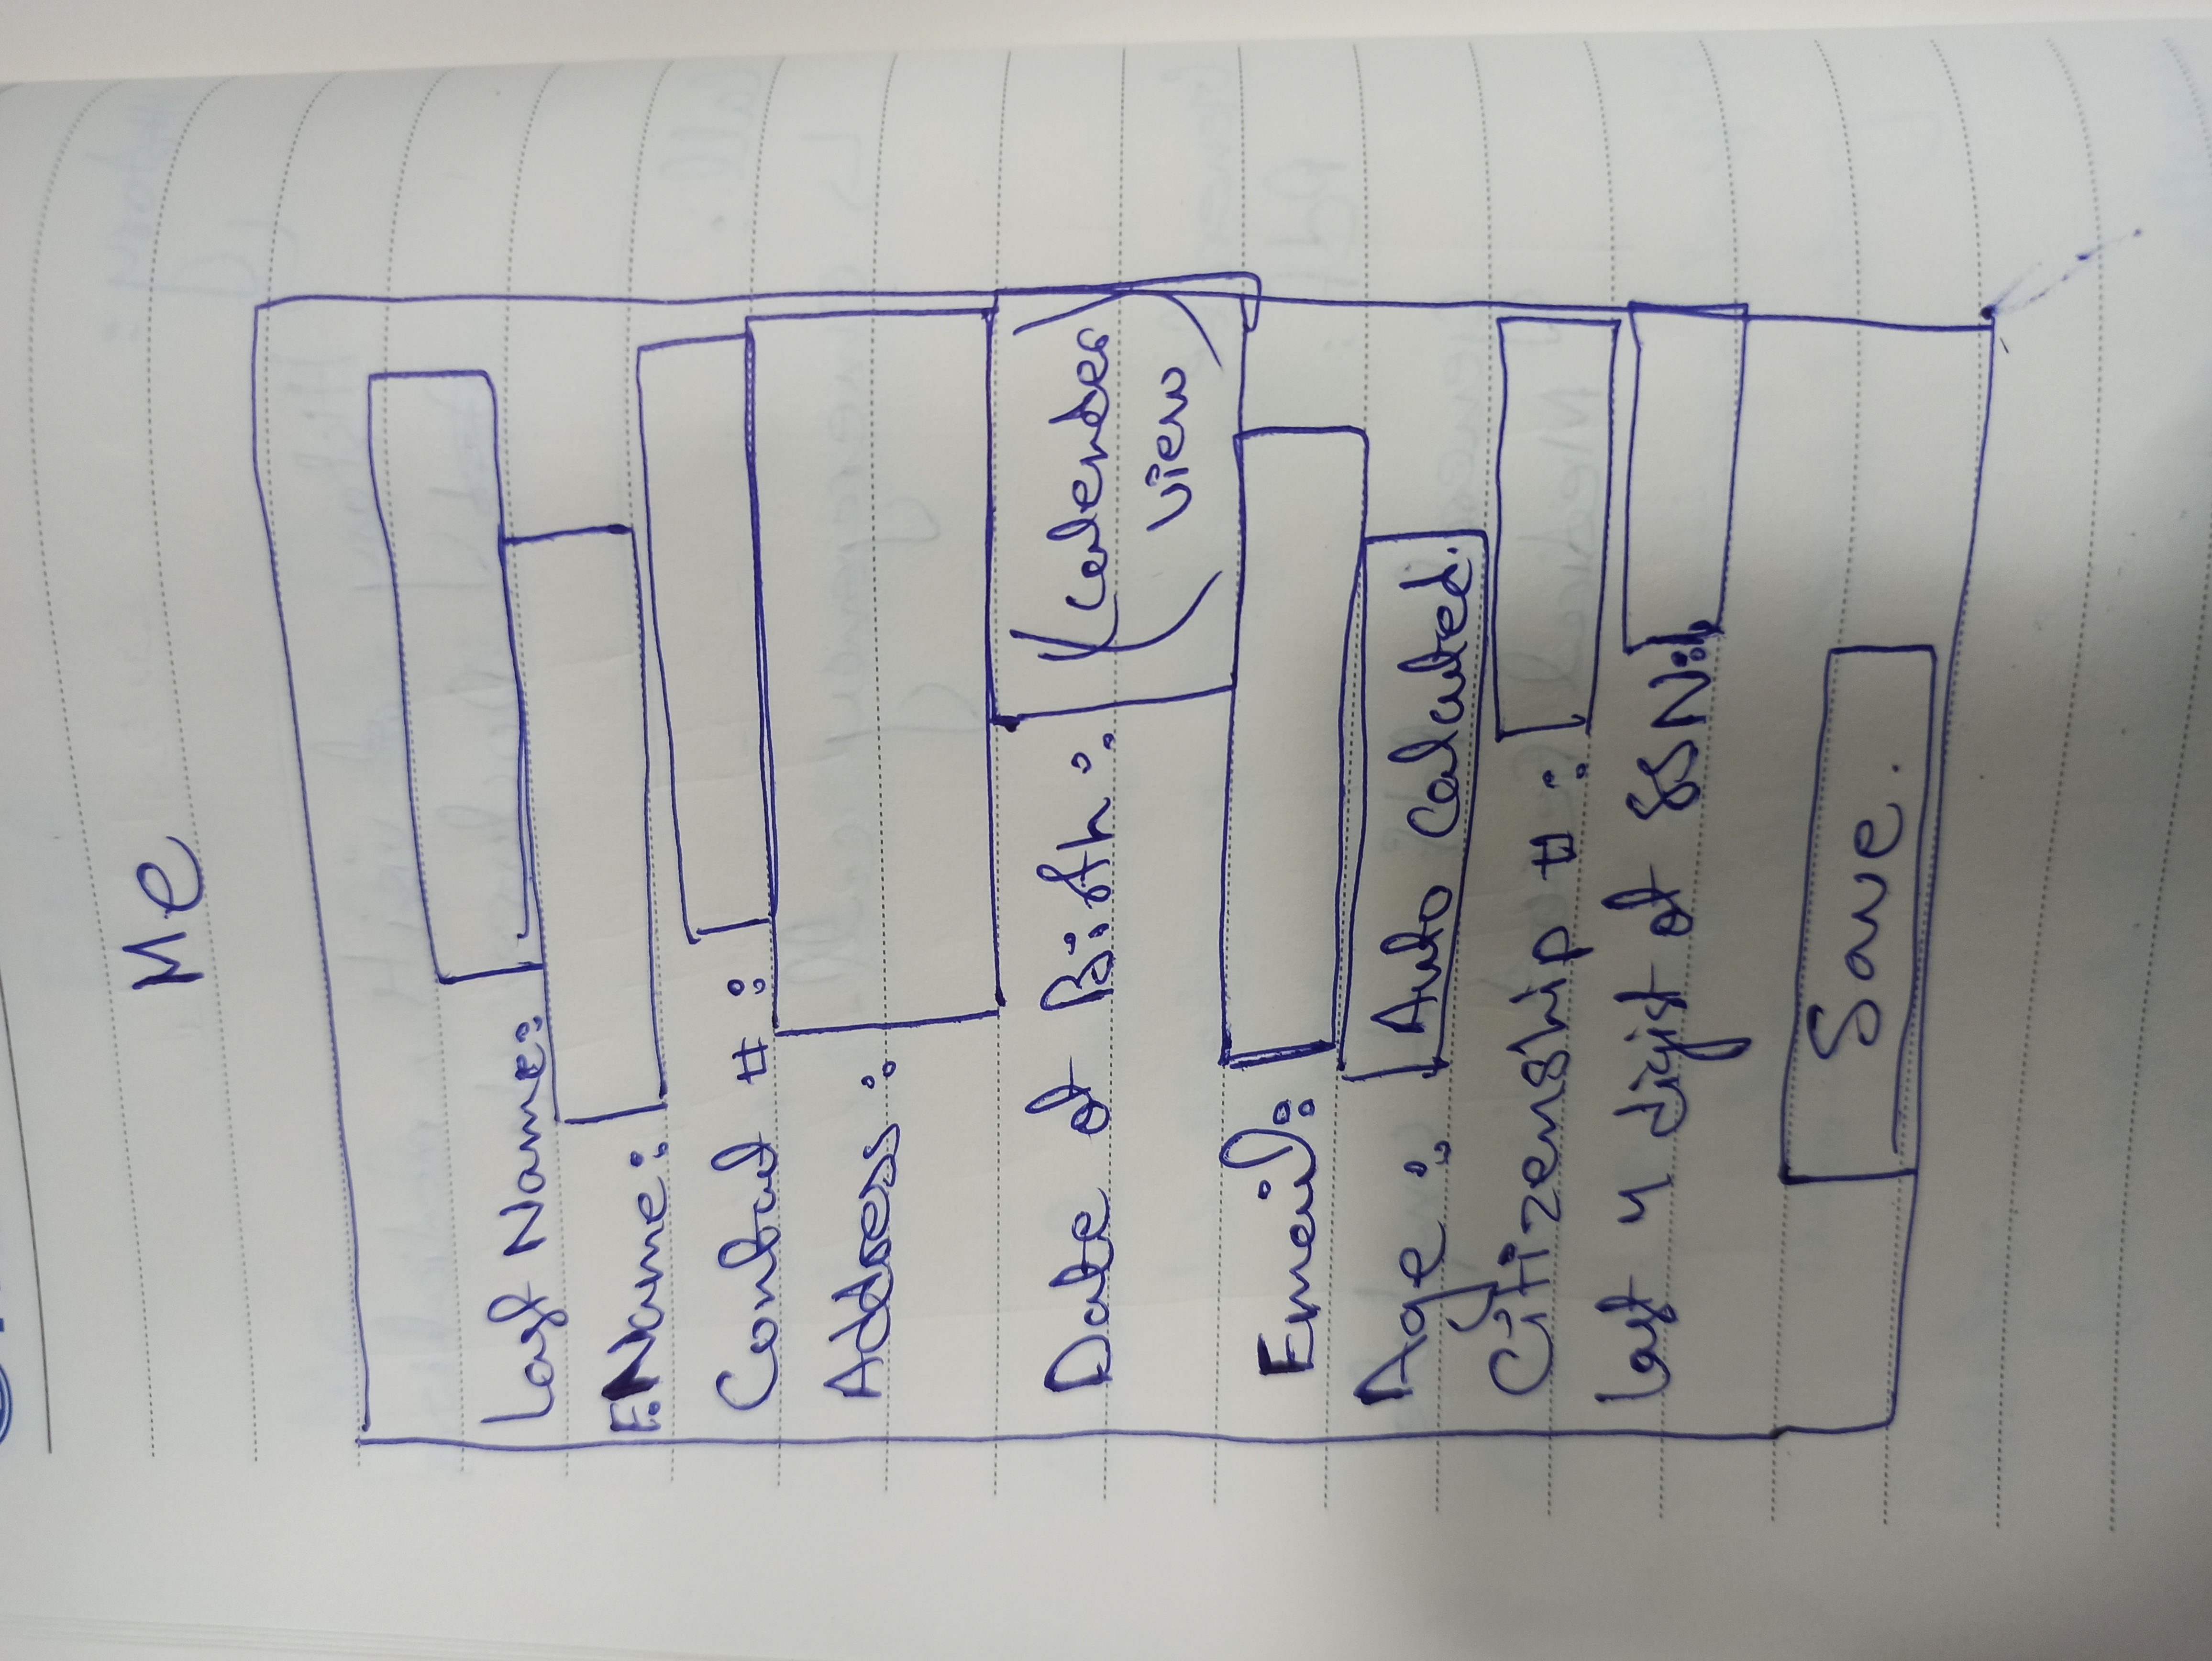 Me
Last Name:
F.Name:
Contact # :
Address :
Date of Birth : (Calender
view)
Email:
Age : Auto Calcuted.
Citizenship # :
last 4 digist of SSN:
Save.